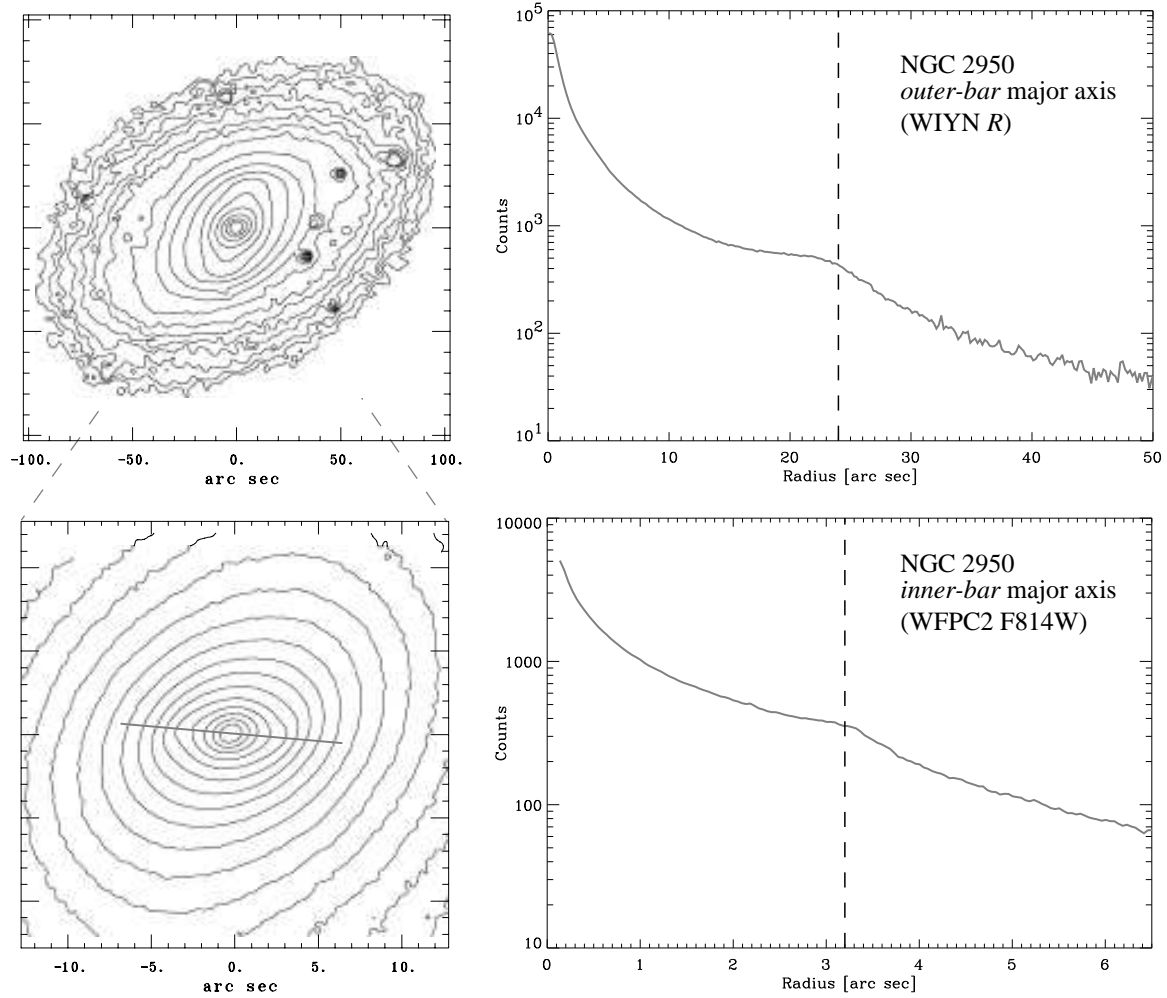 -100.
-50.
0.
50.
100.
arc sec
10^5
10^4
10^3
10^2
10^1
Counts
NGC 2950
outer-bar major axis
(WIYN R)
0
10
20
30
40
50
Radius [arc sec]
-10.
-5.
0.
5.
10.
arc sec
10000
1000
100
10
Counts
NGC 2950
inner-bar major axis
(WFPC2 F814W)
0
1
2
3
4
5
6
Radius [arc sec]